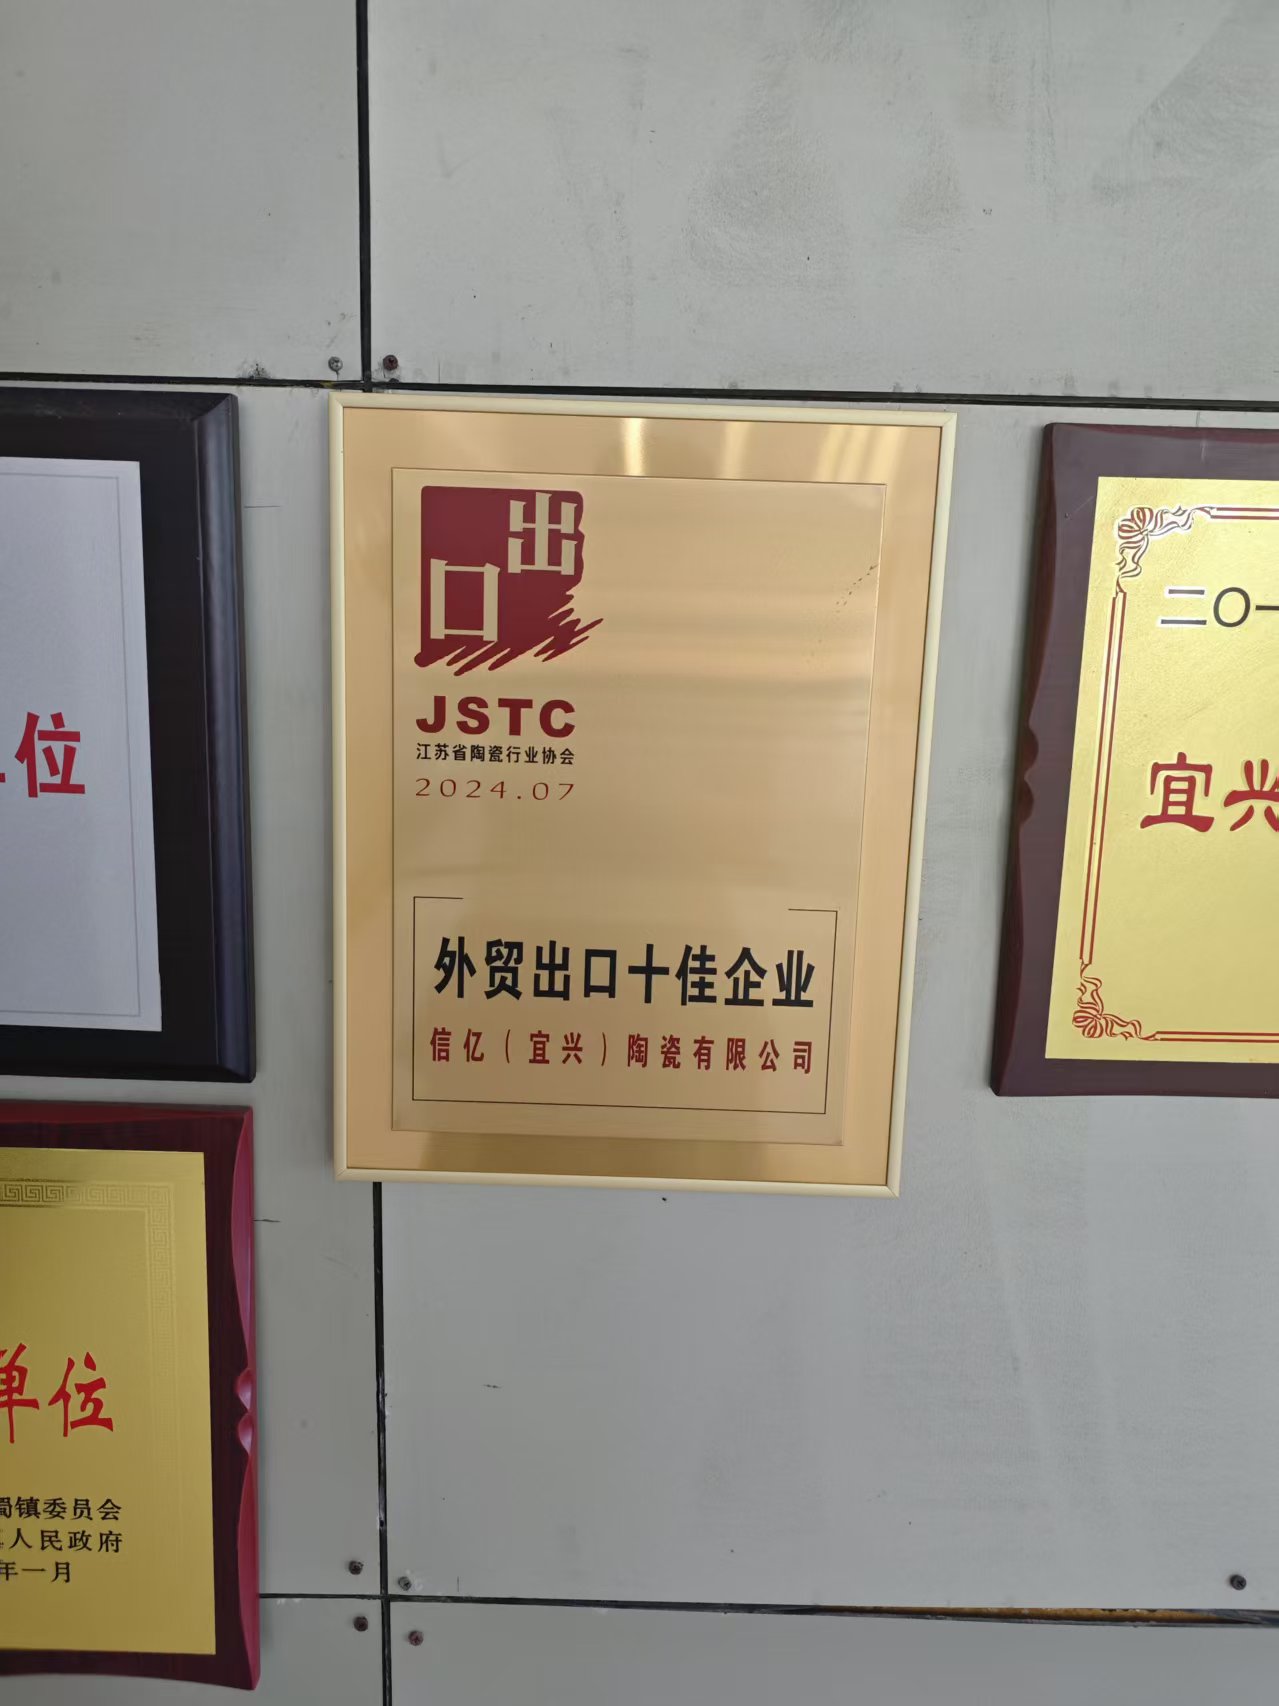 出
口
JSTC
江苏省陶瓷行业协会
2024.07
外贸出口十佳企业
信亿（宜兴）陶瓷有限公司
位
单位
蜀镇委员会
人民政府
年一月
二〇一
宜兴